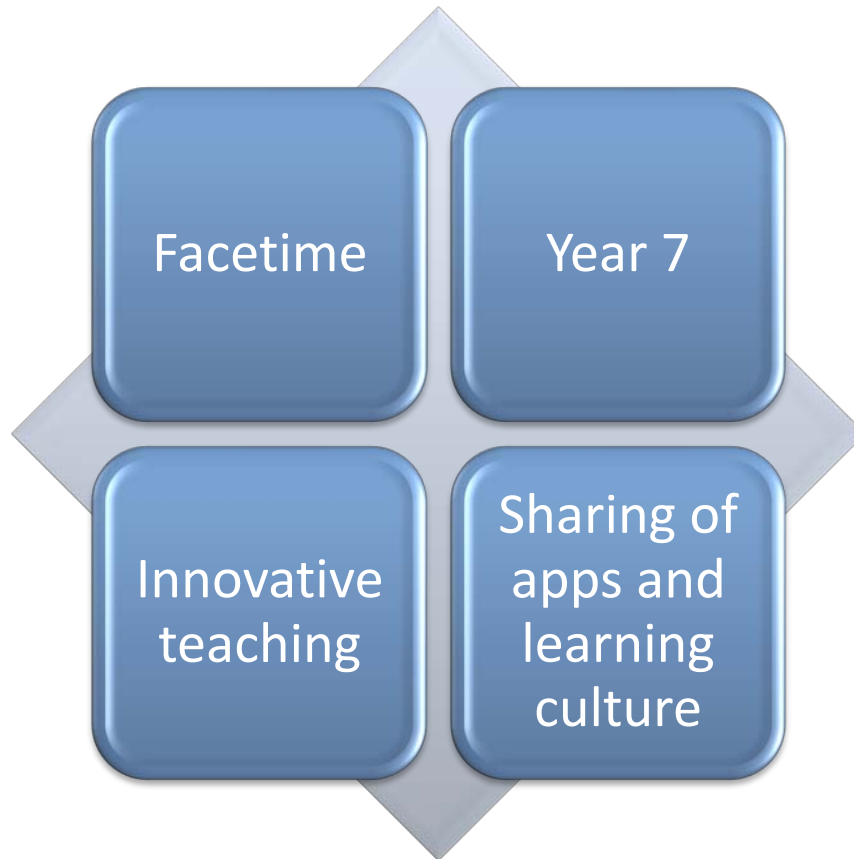 Facetime
Year 7
Innovative
teaching
Sharing of
apps and
learning
culture